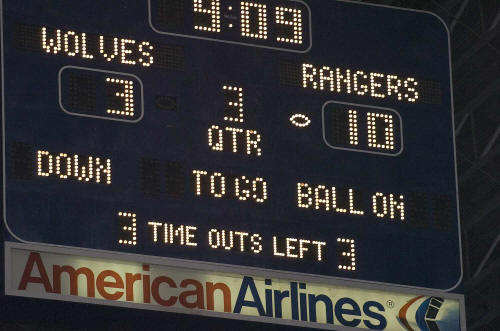 9:09
WOLVES RANGERS
3 3 10
QTR
DOWN TO GO BALL ON
3 TIME OUTS LEFT 3
AmericanAirlines®